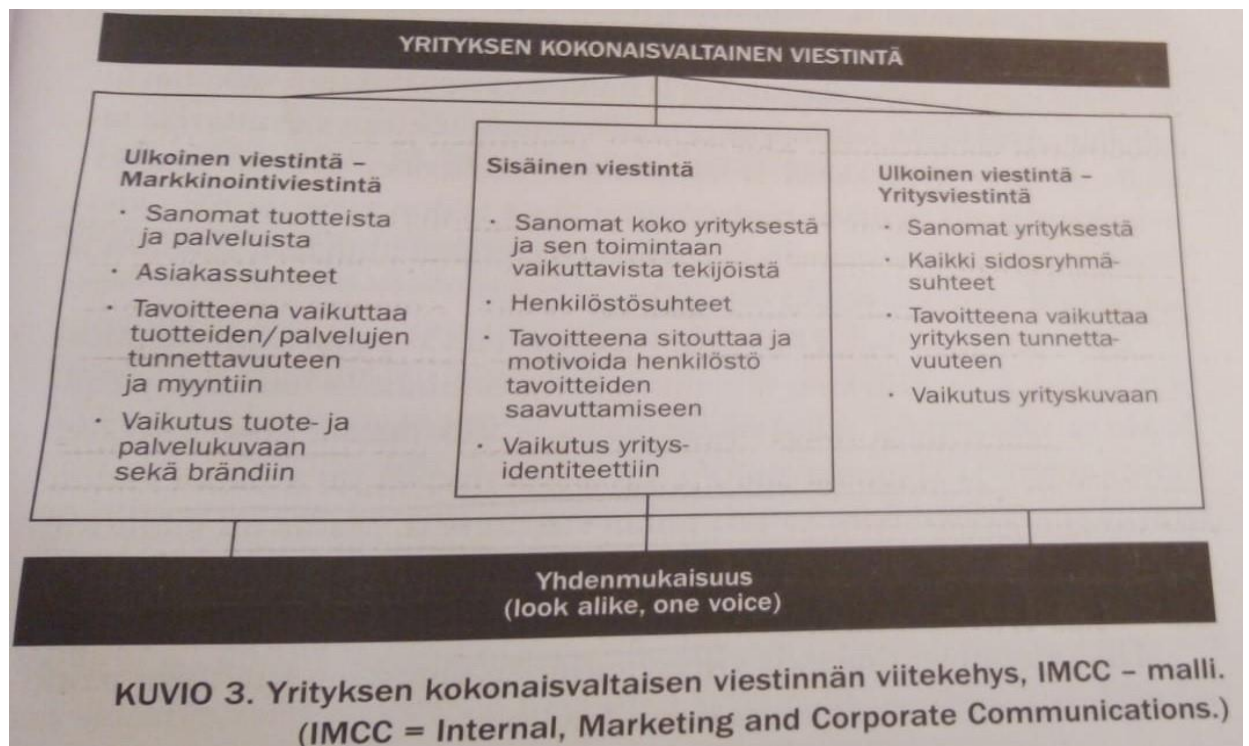 YRITYKSEN KOKONAISVALTAINEN VIESTINTÄ
Ulkoinen viestintä –
Markkinointiviestintä
· Sanomat tuotteista
ja palveluista
· Asiakassuhteet
· Tavoitteena vaikuttaa
tuotteiden/palvelujen
tunnettavuuteen
ja myyntiin
· Vaikutus tuote- ja
palvelukuvaan
sekä brändiin
Sisäinen viestintä
· Sanomat koko yrityksestä
ja sen toimintaan
vaikuttavista tekijöistä
· Henkilöstösuhteet
· Tavoitteena sitouttaa ja
motivoida henkilöstö
tavoitteiden
saavuttamiseen
· Vaikutus yritys-
identiteettiin
Ulkoinen viestintä –
Yritysviestintä
· Sanomat yrityksestä
· Kaikki sidosryhmä-
suhteet
· Tavoitteena vaikuttaa
yrityksen tunnetta-
vuuteen
· Vaikutus yrityskuvaan
Yhdenmukaisuus
(look alike, one voice)
KUVIO 3. Yrityksen kokonaisvaltaisen viestinnän viitekehys, IMCC – malli.
(IMCC = Internal, Marketing and Corporate Communications.)